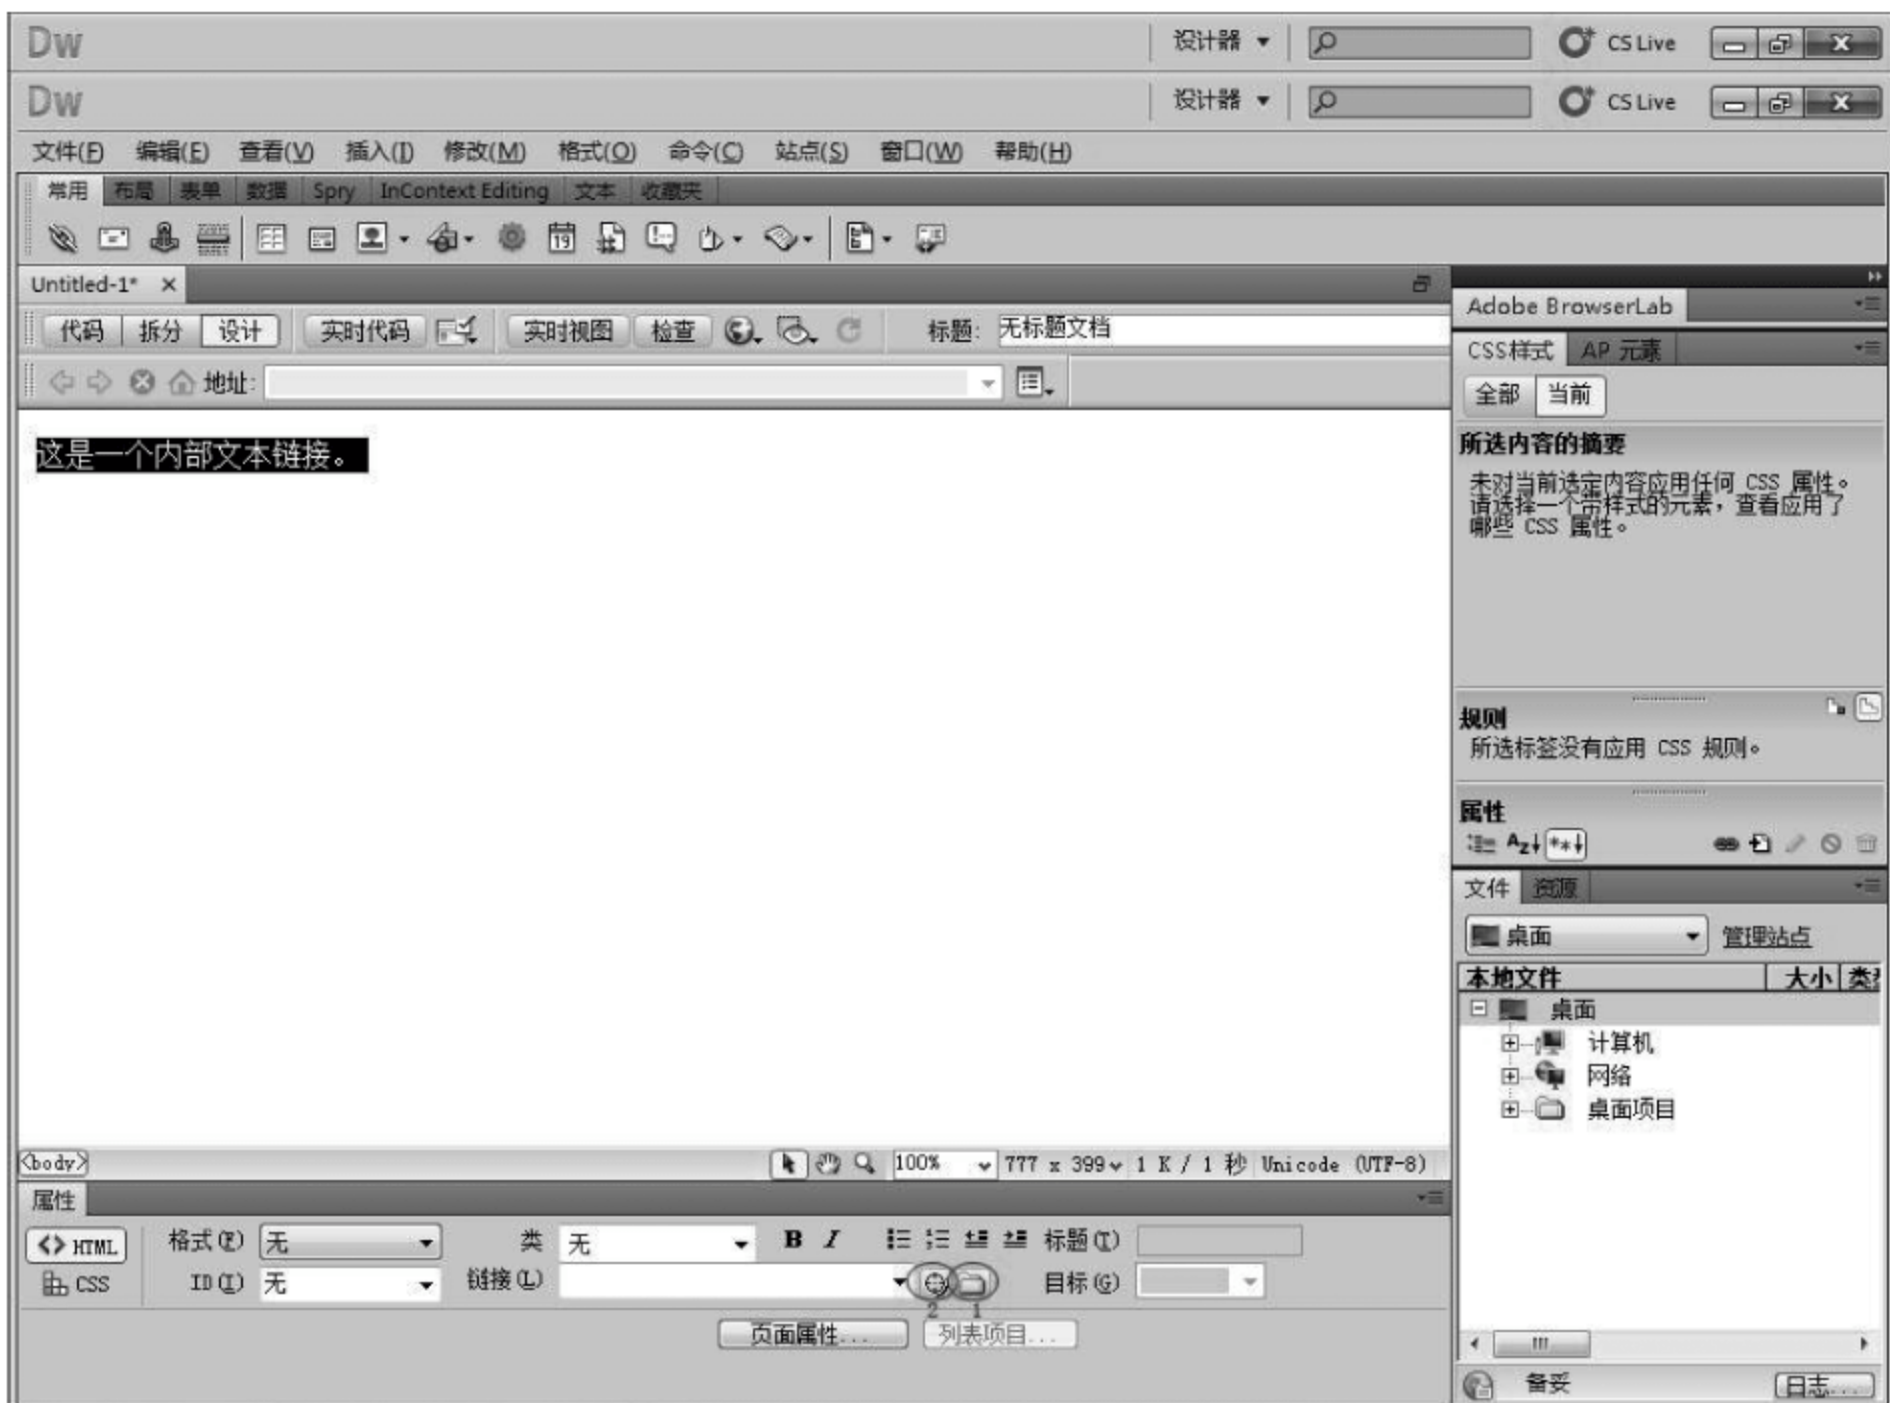 Dw 设计器 CS Live
Dw 设计器 CS Live
文件(F) 编辑(E) 查看(V) 插入(I) 修改(M) 格式(O) 命令(C) 站点(S) 窗口(W) 帮助(H)
常用 布局 表单 数据 Spry InContext Editing 文本 收藏夹
19
Untitled-1* ×
代码 拆分 设计 实时代码 实时视图 检查 标题: 无标题文档
地址:
这是一个内部文本链接。
<body> 100% 777 x 399 1 K / 1 秒 Unicode (UTF-8)
属性
<> HTML 格式(F) 无 类 无 B I 标题(T)
CSS ID(I) 无 链接(L) 目标(G)
2 1
页面属性... 列表项目...
Adobe BrowserLab
CSS样式 AP 元素
全部 当前
所选内容的摘要
未对当前选定内容应用任何 CSS 属性。
请选择一个带样式的元素，查看应用了
哪些 CSS 属性。
规则
所选标签没有应用 CSS 规则。
属性
Az↓ **↓
文件 资源
桌面 管理站点
本地文件 大小 类
桌面
计算机
网络
桌面项目
备妥 日志...